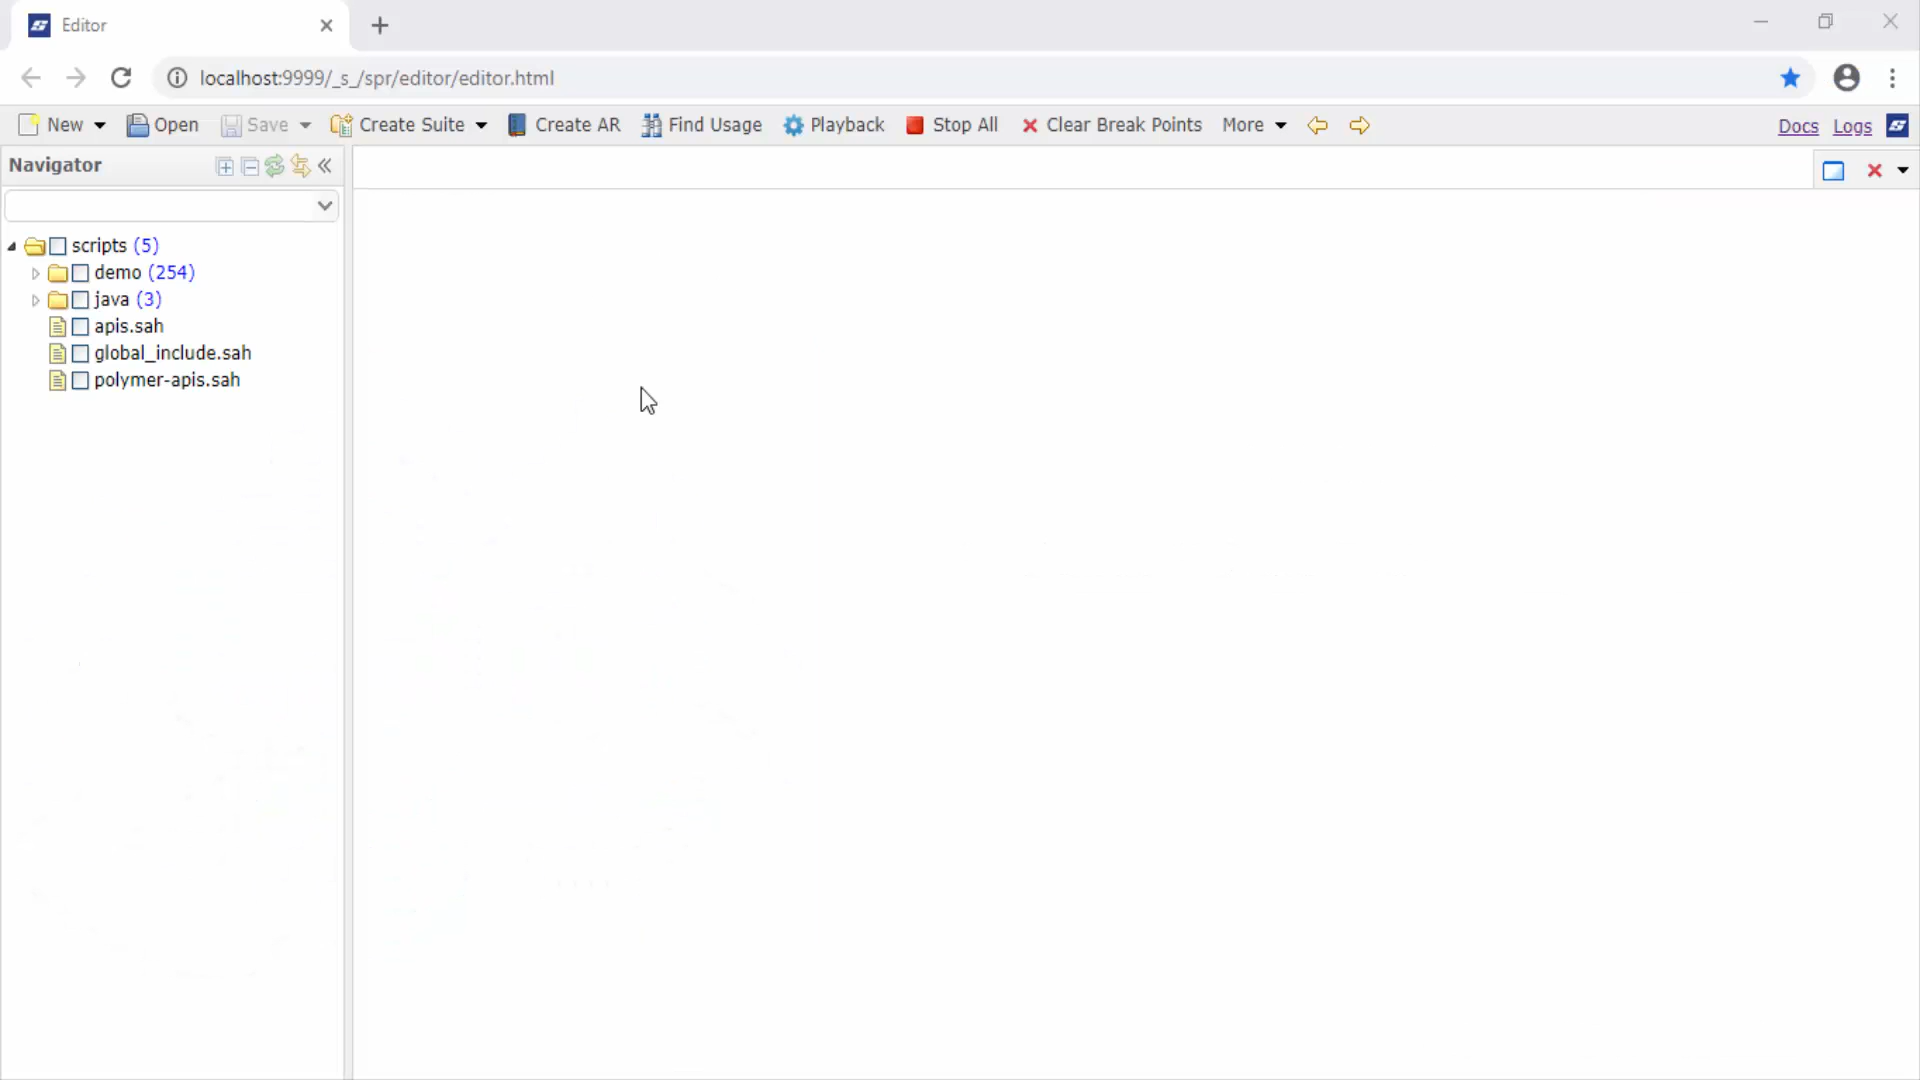 Editor
localhost:9999/_s_/spr/editor/editor.html
New Open Save Create Suite Create AR Find Usage Playback Stop All Clear Break Points More Docs Logs
Navigator
scripts (5)
demo (254)
java (3)
apis.sah
global_include.sah
polymer-apis.sah